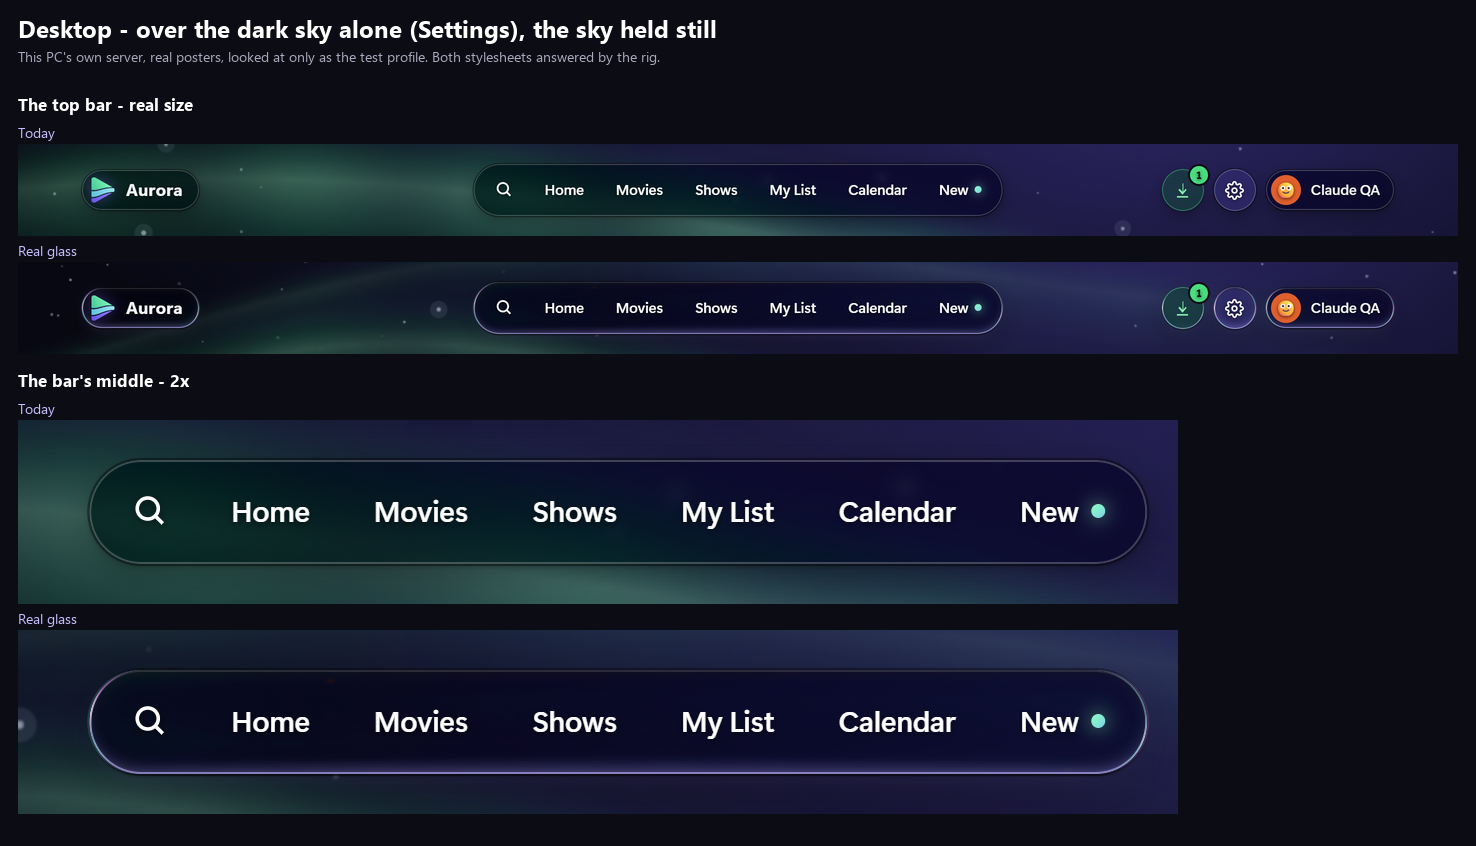 Desktop - over the dark sky alone (Settings), the sky held still
This PC's own server, real posters, looked at only as the test profile. Both stylesheets answered by the rig.
The top bar - real size
Today
Aurora Home Movies Shows My List Calendar New 1 Claude QA
Real glass
Aurora Home Movies Shows My List Calendar New 1 Claude QA
The bar's middle - 2x
Today
Home Movies Shows My List Calendar New
Real glass
Home Movies Shows My List Calendar New